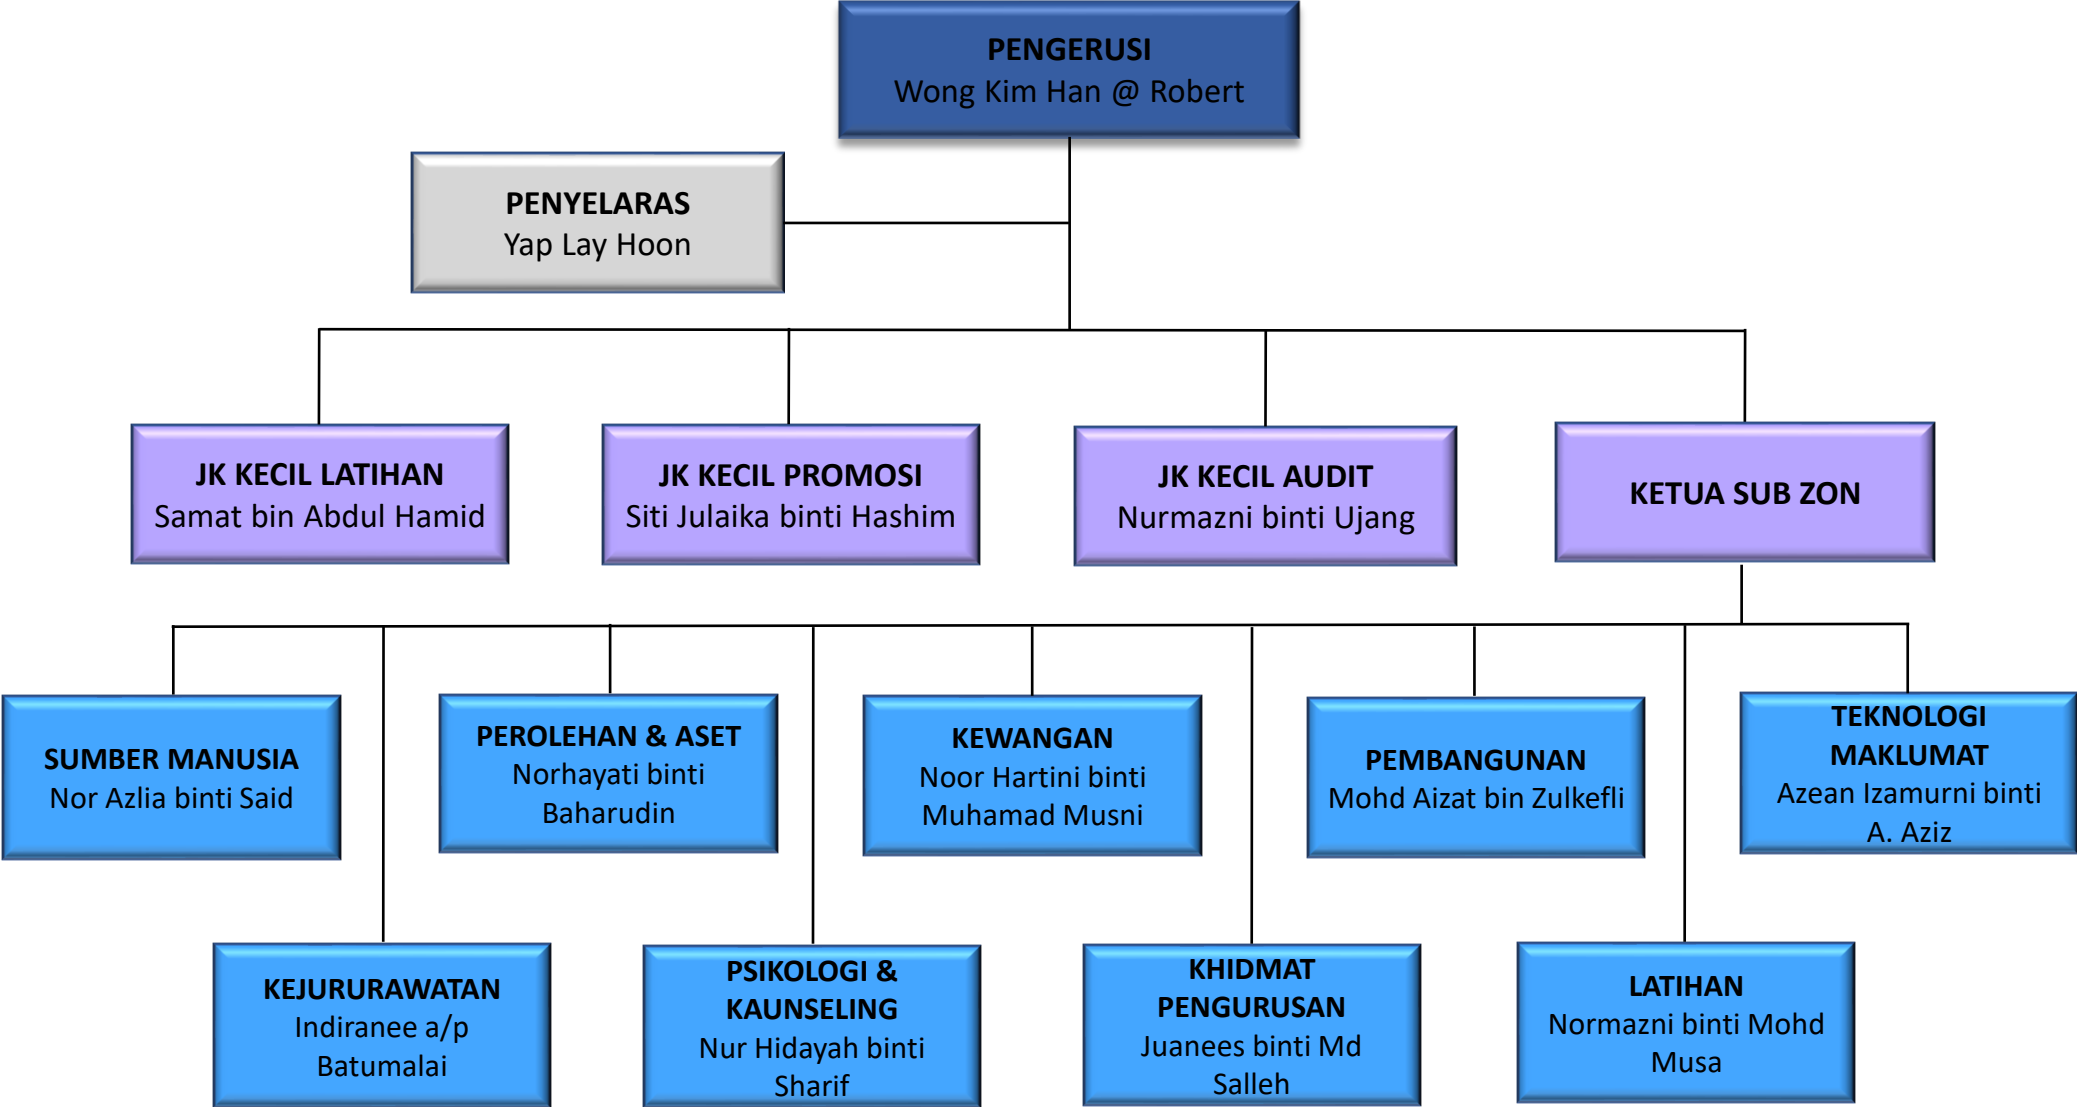 PENGERUSI
Wong Kim Han @ Robert
PENYELARAS
Yap Lay Hoon
JK KECIL LATIHAN
Samat bin Abdul Hamid
JK KECIL PROMOSI
Siti Julaika binti Hashim
JK KECIL AUDIT
Nurmazni binti Ujang
KETUA SUB ZON
SUMBER MANUSIA
Nor Azlia binti Said
PEROLEHAN & ASET
Norhayati binti
Baharudin
KEWANGAN
Noor Hartini binti
Muhamad Musni
PEMBANGUNAN
Mohd Aizat bin Zulkefli
TEKNOLOGI
MAKLUMAT
Azean Izamurni binti
A. Aziz
KEJURURAWATAN
Indiranee a/p
Batumalai
PSIKOLOGI &
KAUNSELING
Nur Hidayah binti
Sharif
KHIDMAT
PENGURUSAN
Juanees binti Md
Salleh
LATIHAN
Normazni binti Mohd
Musa